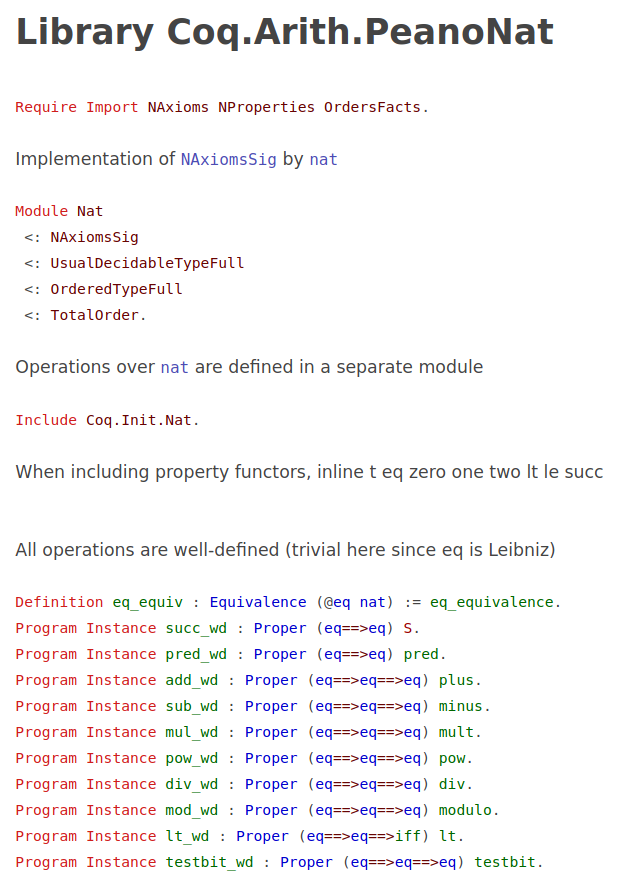 Library Coq.Arith.PeanoNat
Require Import NAxioms NProperties OrdersFacts.
Implementation of NAxiomsSig by nat
Module Nat
<: NAxiomsSig
<: UsualDecidableTypeFull
<: OrderedTypeFull
<: TotalOrder.
Operations over nat are defined in a separate module
Include Coq.Init.Nat.
When including property functors, inline t eq zero one two lt le succ
All operations are well-defined (trivial here since eq is Leibniz)
Definition eq_equiv : Equivalence (@eq nat) := eq_equivalence.
Program Instance succ_wd : Proper (eq==>eq) S.
Program Instance pred_wd : Proper (eq==>eq) pred.
Program Instance add_wd : Proper (eq==>eq==>eq) plus.
Program Instance sub_wd : Proper (eq==>eq==>eq) minus.
Program Instance mul_wd : Proper (eq==>eq==>eq) mult.
Program Instance pow_wd : Proper (eq==>eq==>eq) pow.
Program Instance div_wd : Proper (eq==>eq==>eq) div.
Program Instance mod_wd : Proper (eq==>eq==>eq) modulo.
Program Instance lt_wd : Proper (eq==>eq==>iff) lt.
Program Instance testbit_wd : Proper (eq==>eq==>eq) testbit.